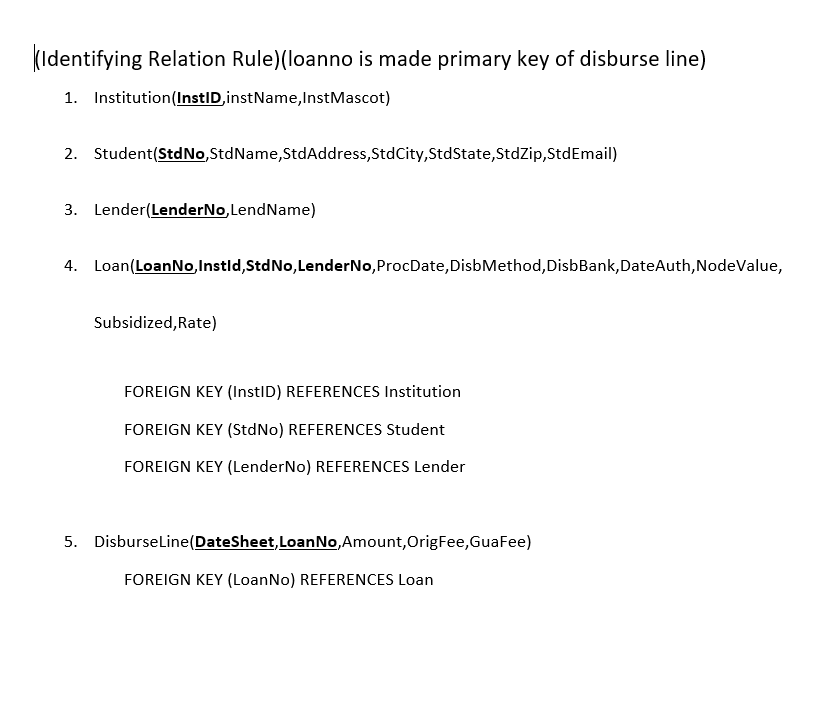 (Identifying Relation Rule)(loanno is made primary key of disburse line)
1. Institution(InstID,instName,InstMascot)
2. Student(StdNo,StdName,StdAddress,StdCity,StdState,StdZip,StdEmail)
3. Lender(LenderNo,LendName)
4. Loan(LoanNo,InstId,StdNo,LenderNo,ProcDate,DisbMethod,DisbBank,DateAuth,NodeValue,
Subsidized,Rate)
FOREIGN KEY (InstID) REFERENCES Institution
FOREIGN KEY (StdNo) REFERENCES Student
FOREIGN KEY (LenderNo) REFERENCES Lender
5. DisburseLine(DateSheet,LoanNo,Amount,OrigFee,GuaFee)
FOREIGN KEY (LoanNo) REFERENCES Loan